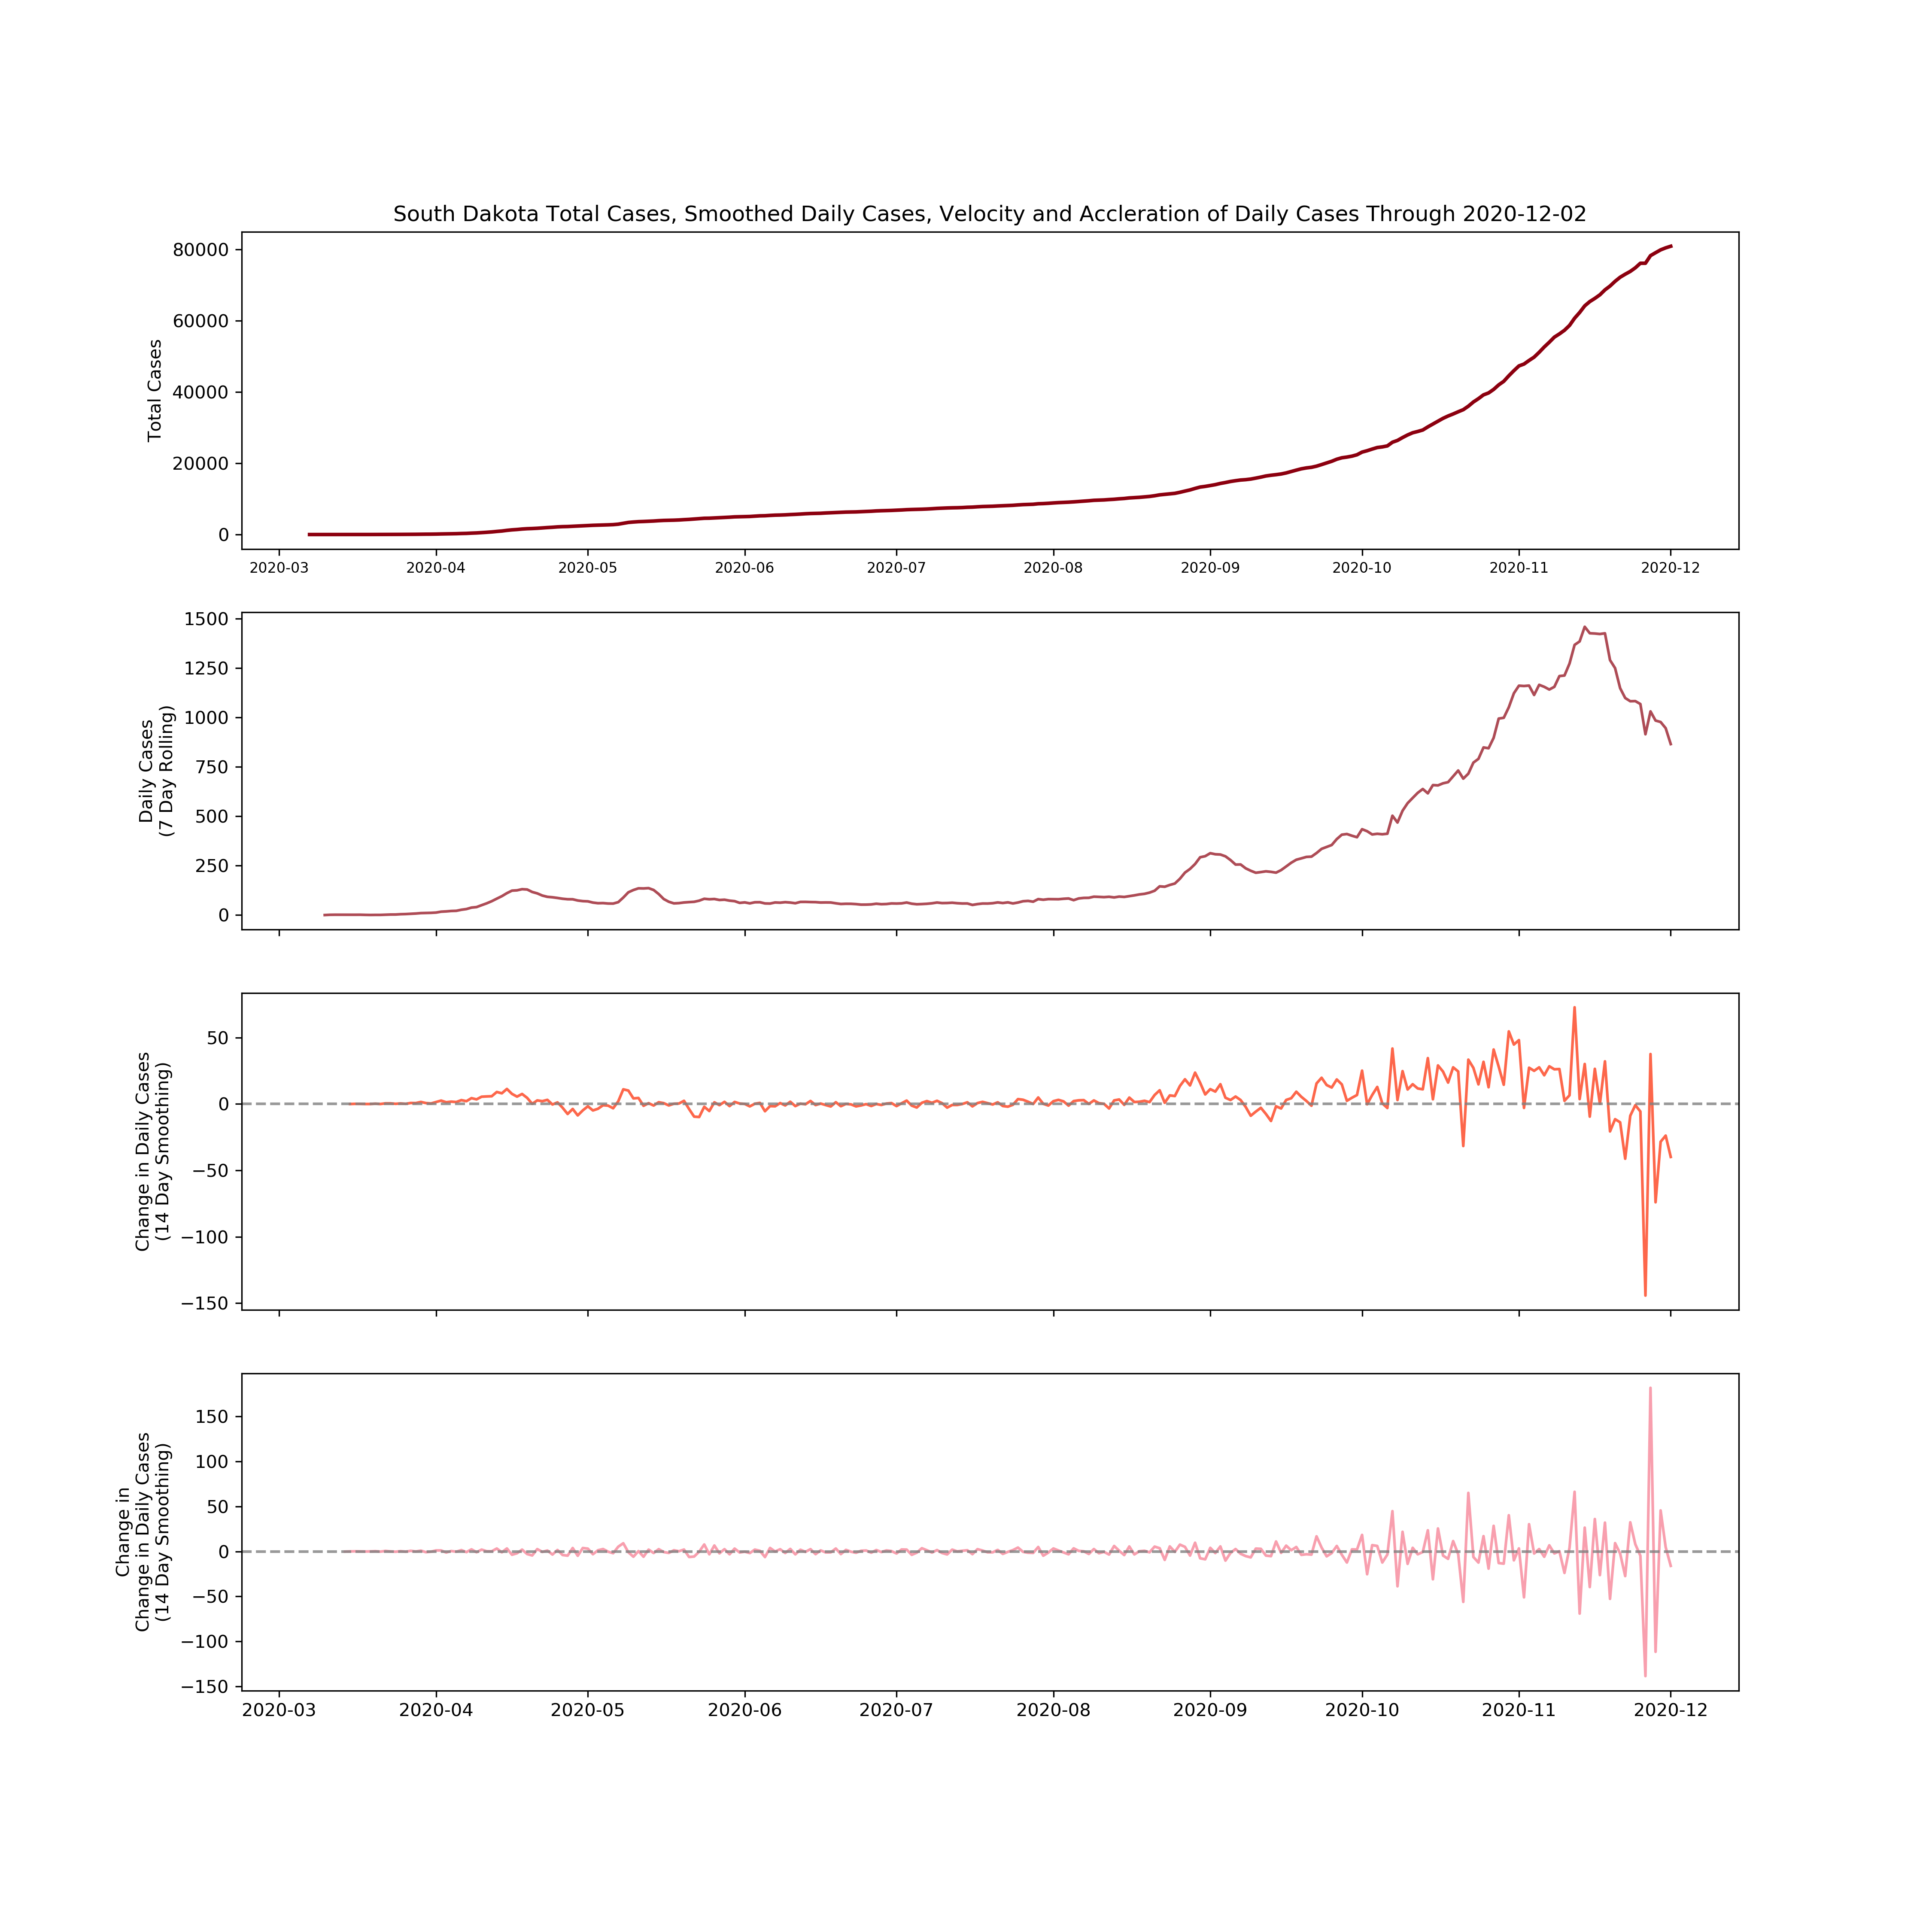 South Dakota Total Cases, Smoothed Daily Cases, Velocity and Accleration of Daily Cases Through 2020-12-02
Total Cases
80000
60000
40000
20000
0
2020-03 2020-04 2020-05 2020-06 2020-07 2020-08 2020-09 2020-10 2020-11 2020-12
Daily Cases
(7 Day Rolling)
1500
1250
1000
750
500
250
0
Change in Daily Cases
(14 Day Smoothing)
50
0
−50
−100
−150
Change in
Change in Daily Cases
(14 Day Smoothing)
150
100
50
0
−50
−100
−150
2020-03 2020-04 2020-05 2020-06 2020-07 2020-08 2020-09 2020-10 2020-11 2020-12